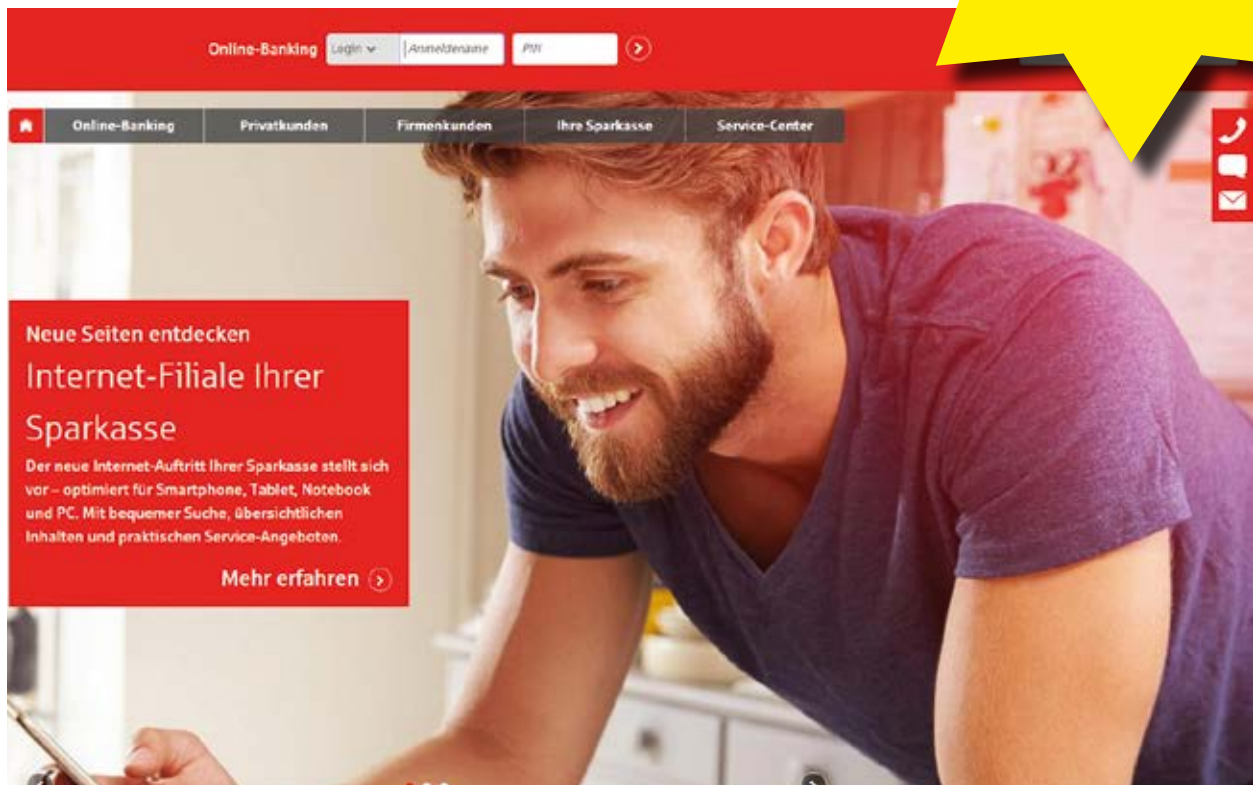 Online-Banking Login Anmeldename PIN
Online-Banking Privatkunden Firmenkunden Ihre Sparkasse Service-Center
Neue Seiten entdecken
Internet-Filiale Ihrer
Sparkasse
Der neue Internet-Auftritt Ihrer Sparkasse stellt sich
vor – optimiert für Smartphone, Tablet, Notebook
und PC. Mit bequemer Suche, übersichtlichen
Inhalten und praktischen Service-Angeboten.
Mehr erfahren